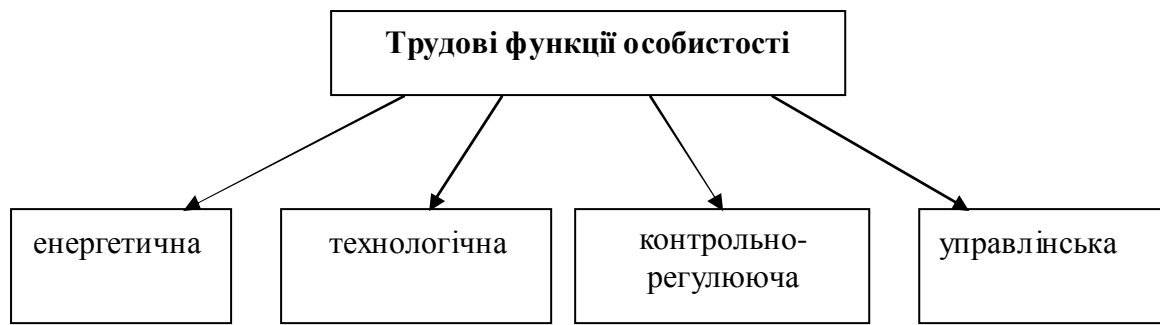 Трудові функції особистості
енергетична
технологічна
контрольно-
регулююча
управлінська